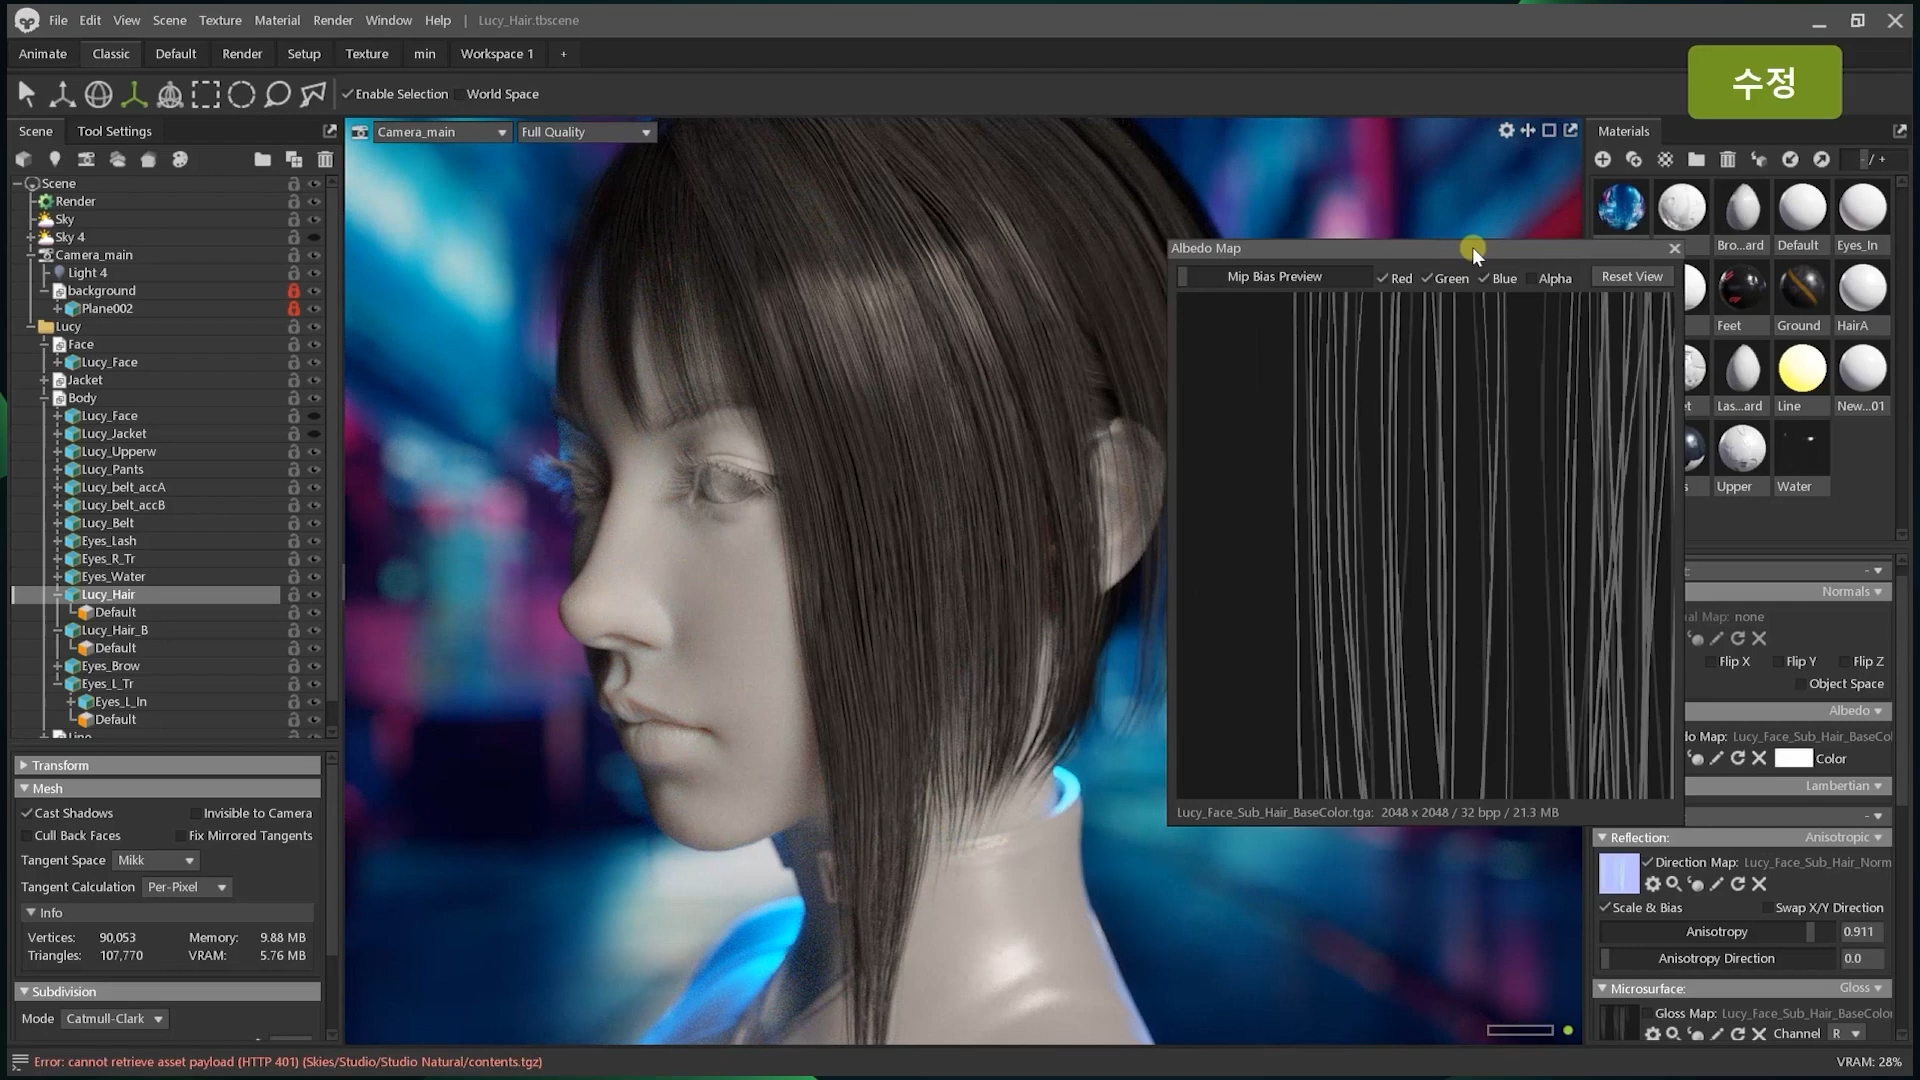 File Edit View Scene Texture Material Render Window Help | Lucy_Hair.tbscene
Animate Classic Default Render Setup Texture min Workspace 1 +
수정
Enable Selection World Space
Scene Tool Settings
Camera_main Full Quality
Materials
Scene
Render
Sky
Sky 4
Camera_main
Light 4
background
Plane002
Lucy
Face
Lucy_Face
Jacket
Body
Lucy_Face
Lucy_Jacket
Lucy_Upperw
Lucy_Pants
Lucy_belt_accA
Lucy_belt_accB
Lucy_Belt
Eyes_Lash
Eyes_R_Tr
Eyes_Water
Lucy_Hair
Default
Lucy_Hair_B
Default
Eyes_Brow
Eyes_L_Tr
Eyes_L_In
Default
Line
Transform
Mesh
Cast Shadows Invisible to Camera
Cull Back Faces Fix Mirrored Tangents
Tangent Space Mikk
Tangent Calculation Per-Pixel
Info
Vertices: 90,053 Memory: 9.88 MB
Triangles: 107,770 VRAM: 5.76 MB
Subdivision
Mode Catmull-Clark
Albedo Map
Mip Bias Preview Red Green Blue Alpha Reset View
Lucy_Face_Sub_Hair_BaseColor.tga: 2048 x 2048 / 32 bpp / 21.3 MB
- / +
Bro...ard Default Eyes_In
Feet Ground HairA
et Las...ard Line New...01
s Upper Water
Normals
al Map: none
Flip X Flip Y Flip Z
Object Space
Albedo
do Map: Lucy_Face_Sub_Hair_BaseCol
Color
Lambertian
Reflection: Anisotropic
Direction Map: Lucy_Face_Sub_Hair_Norm
Scale & Bias Swap X/Y Direction
Anisotropy 0.911
Anisotropy Direction 0.0
Microsurface: Gloss
Gloss Map: Lucy_Face_Sub_Hair_BaseColor
Channel R
Error: cannot retrieve asset payload (HTTP 401) (Skies/Studio/Studio Natural/contents.tgz)
VRAM: 28%